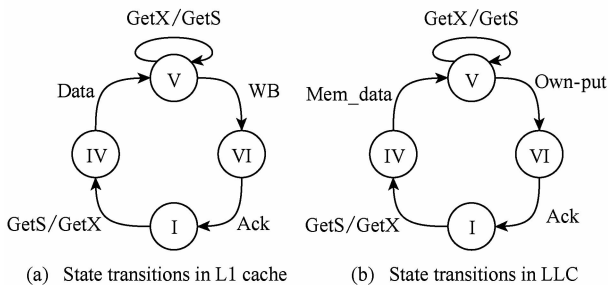 GetX/GetS
V
Data
WB
IV
VI
GetS/GetX
I
Ack
(a) State transitions in L1 cache
GetX/GetS
V
Mem_data
Own-put
IV
VI
GetS/GetX
I
Ack
(b) State transitions in LLC